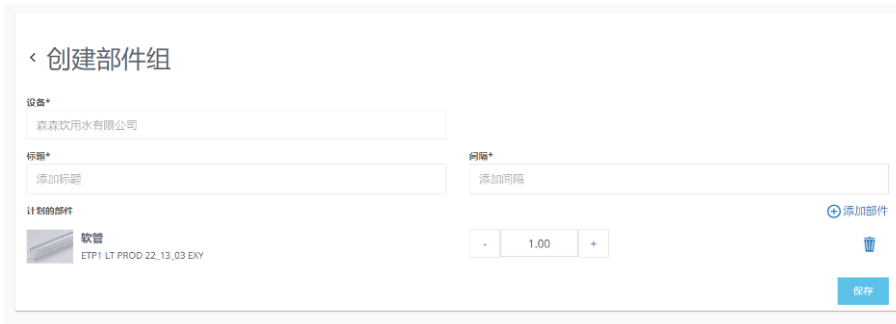 创建部件组
设备*
森森饮用水有限公司
标题*
间隔*
添加标题
添加间隔
计划的部件
添加部件
软管
ETP1 LT PROD 22_13_03 EXY
- 1.00 +
保存